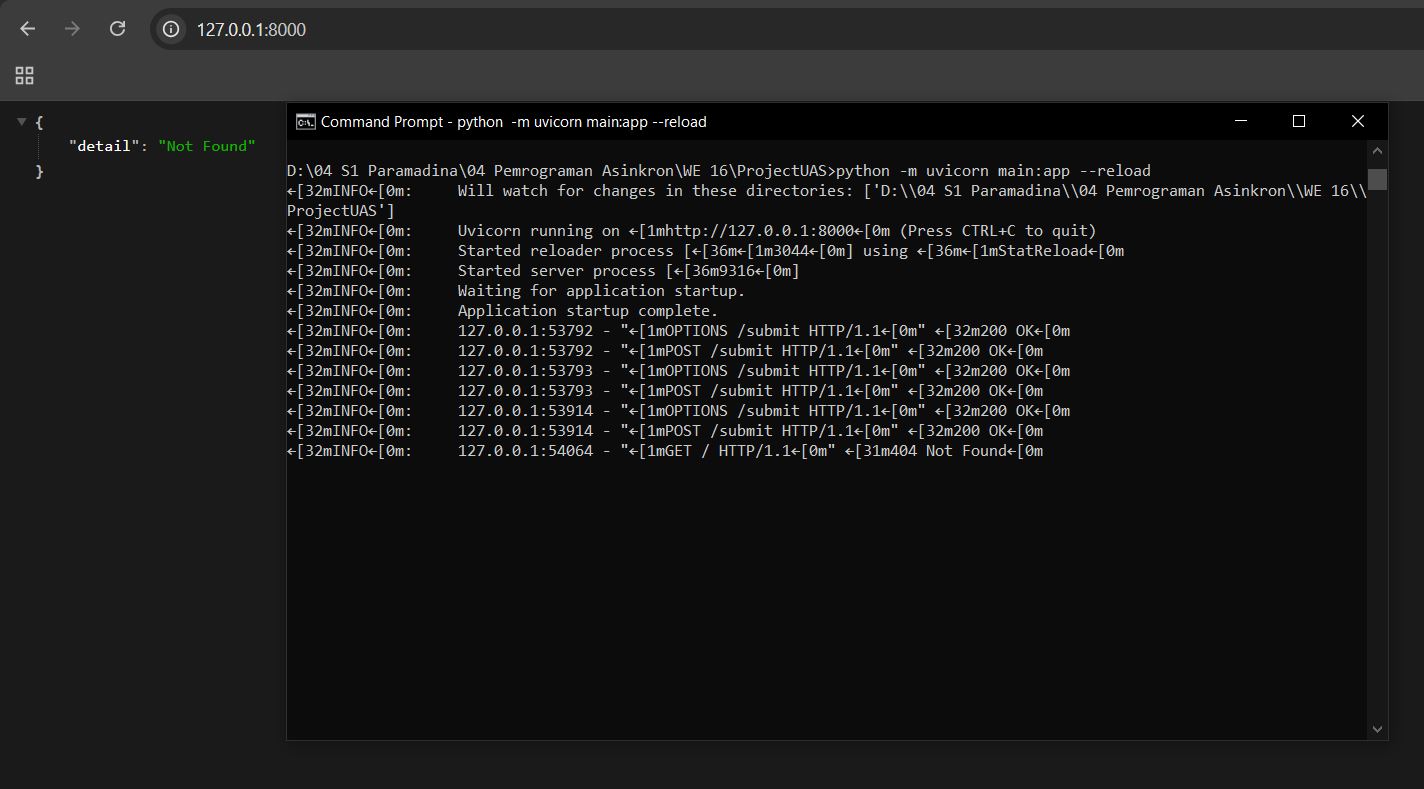 127.0.0.1:8000
{
"detail": "Not Found"
}
Command Prompt - python  -m uvicorn main:app --reload
D:\04 S1 Paramadina\04 Pemrograman Asinkron\WE 16\ProjectUAS>python -m uvicorn main:app --reload
←[32mINFO←[0m:     Will watch for changes in these directories: ['D:\\04 S1 Paramadina\\04 Pemrograman Asinkron\\WE 16\\
ProjectUAS']
←[32mINFO←[0m:     Uvicorn running on ←[1mhttp://127.0.0.1:8000←[0m (Press CTRL+C to quit)
←[32mINFO←[0m:     Started reloader process [←[36m←[1m3044←[0m] using ←[36m←[1mStatReload←[0m
←[32mINFO←[0m:     Started server process [←[36m9316←[0m]
←[32mINFO←[0m:     Waiting for application startup.
←[32mINFO←[0m:     Application startup complete.
←[32mINFO←[0m:     127.0.0.1:53792 - "←[1mOPTIONS /submit HTTP/1.1←[0m" ←[32m200 OK←[0m
←[32mINFO←[0m:     127.0.0.1:53792 - "←[1mPOST /submit HTTP/1.1←[0m" ←[32m200 OK←[0m
←[32mINFO←[0m:     127.0.0.1:53793 - "←[1mOPTIONS /submit HTTP/1.1←[0m" ←[32m200 OK←[0m
←[32mINFO←[0m:     127.0.0.1:53793 - "←[1mPOST /submit HTTP/1.1←[0m" ←[32m200 OK←[0m
←[32mINFO←[0m:     127.0.0.1:53914 - "←[1mOPTIONS /submit HTTP/1.1←[0m" ←[32m200 OK←[0m
←[32mINFO←[0m:     127.0.0.1:53914 - "←[1mPOST /submit HTTP/1.1←[0m" ←[32m200 OK←[0m
←[32mINFO←[0m:     127.0.0.1:54064 - "←[1mGET / HTTP/1.1←[0m" ←[31m404 Not Found←[0m